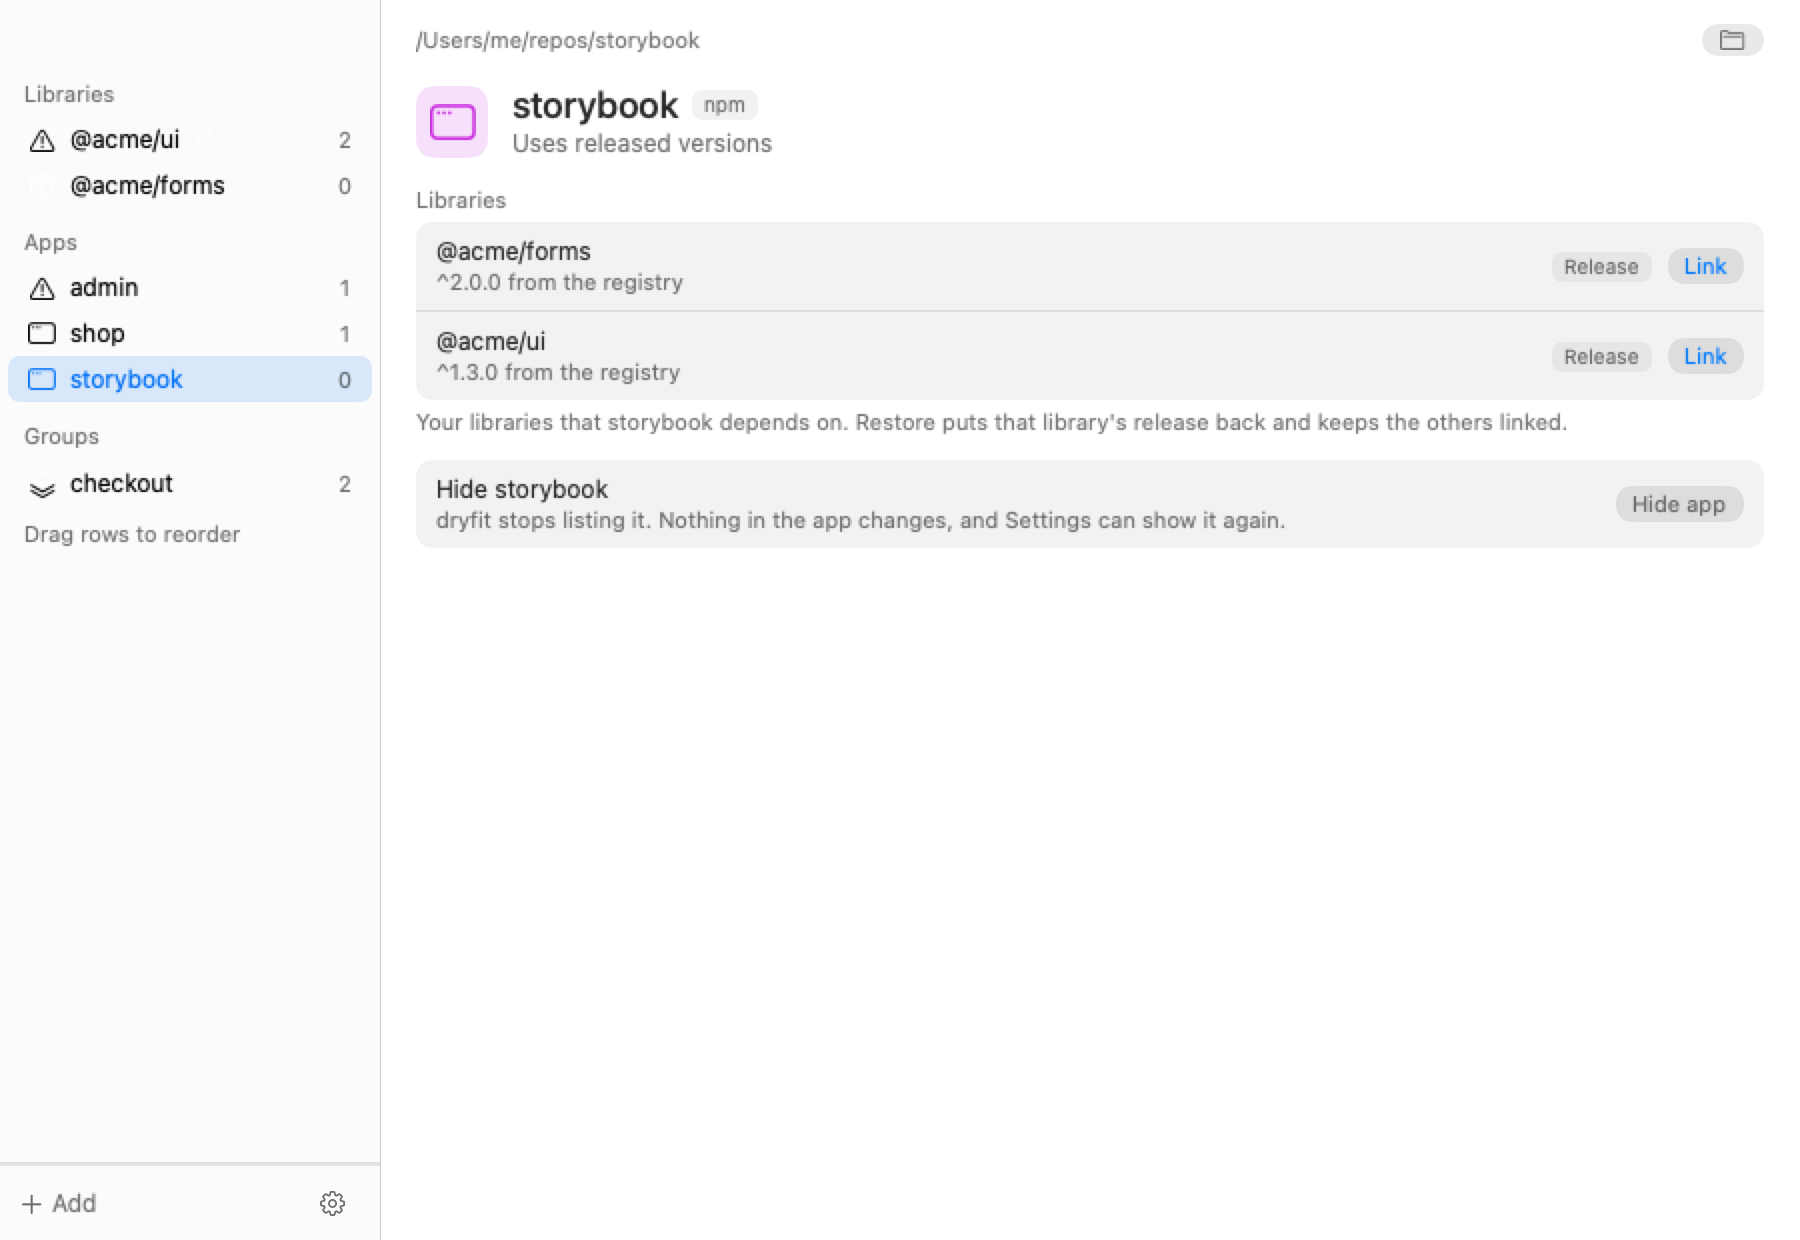 Libraries
@acme/ui 2
@acme/forms 0
Apps
admin 1
shop 1
storybook 0
Groups
checkout 2
Drag rows to reorder
Add
/Users/me/repos/storybook
storybook npm
Uses released versions
Libraries
@acme/forms
^2.0.0 from the registry
Release Link
@acme/ui
^1.3.0 from the registry
Release Link
Your libraries that storybook depends on. Restore puts that library's release back and keeps the others linked.
Hide storybook
dryfit stops listing it. Nothing in the app changes, and Settings can show it again.
Hide app